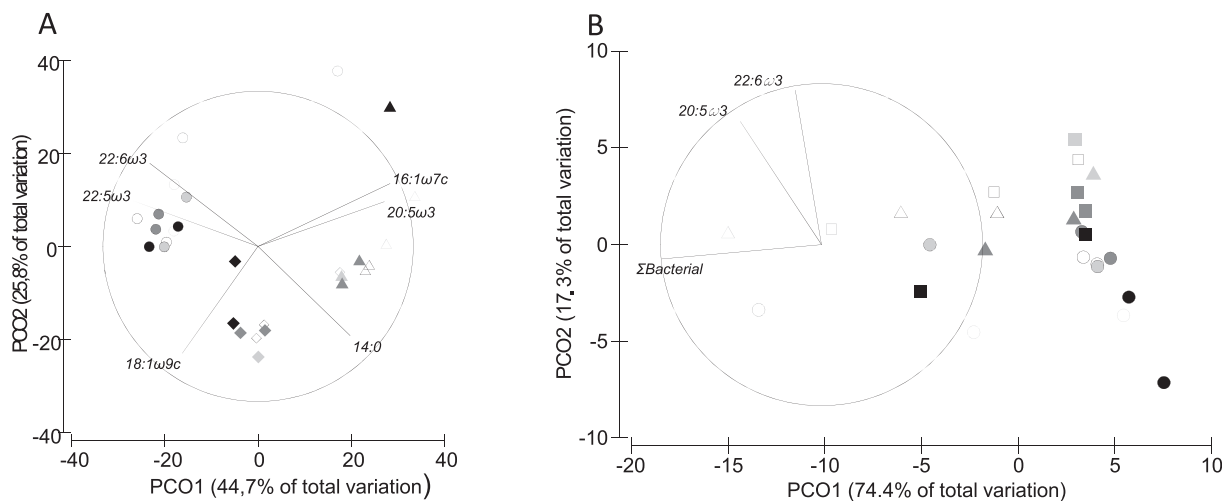 A
40
20
0
-20
-40
PCO2 (25,8% of total variation)
22:6ω3
22:5ω3
16:1ω7c
20:5ω3
18:1ω9c
14:0
-40
-20
0
20
40
PCO1 (44,7% of total variation)
B
10
5
0
-5
-10
PCO2 (17.3% of total variation)
22:6ω3
20:5ω3
ΣBacterial
-20
-15
-10
-5
0
5
10
PCO1 (74.4% of total variation)